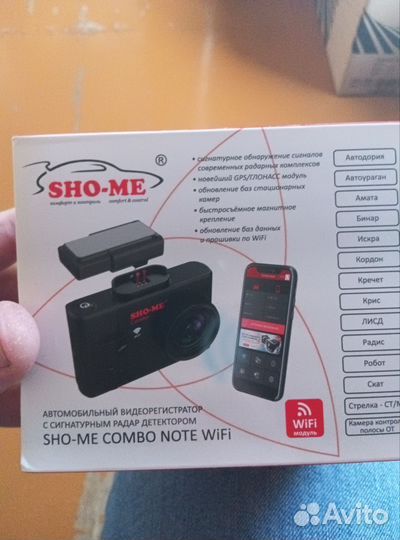 SHO-ME ®
комфорт и контроль comfort & control
• сигнатурное обнаружение сигналов
современных радарных комплексов
• новейший GPS/ГЛОНАСС модуль
• обновление баз стационарных
камер
• быстросъёмное магнитное
крепление
• обновление баз данных
и прошивки по WiFi
Автодория
Автоураган
Амата
Бинар
Искра
Кордон
Кречет
Крис
ЛИСД
Радис
Робот
Скат
Стрелка - СТ/М
Камера контрол
полосы ОТ
SHO-ME
АВТОМОБИЛЬНЫЙ ВИДЕОРЕГИСТРАТОР
С СИГНАТУРНЫМ РАДАР ДЕТЕКТОРОМ
SHO-ME COMBO NOTE WiFi
WiFi
модуль
Avito